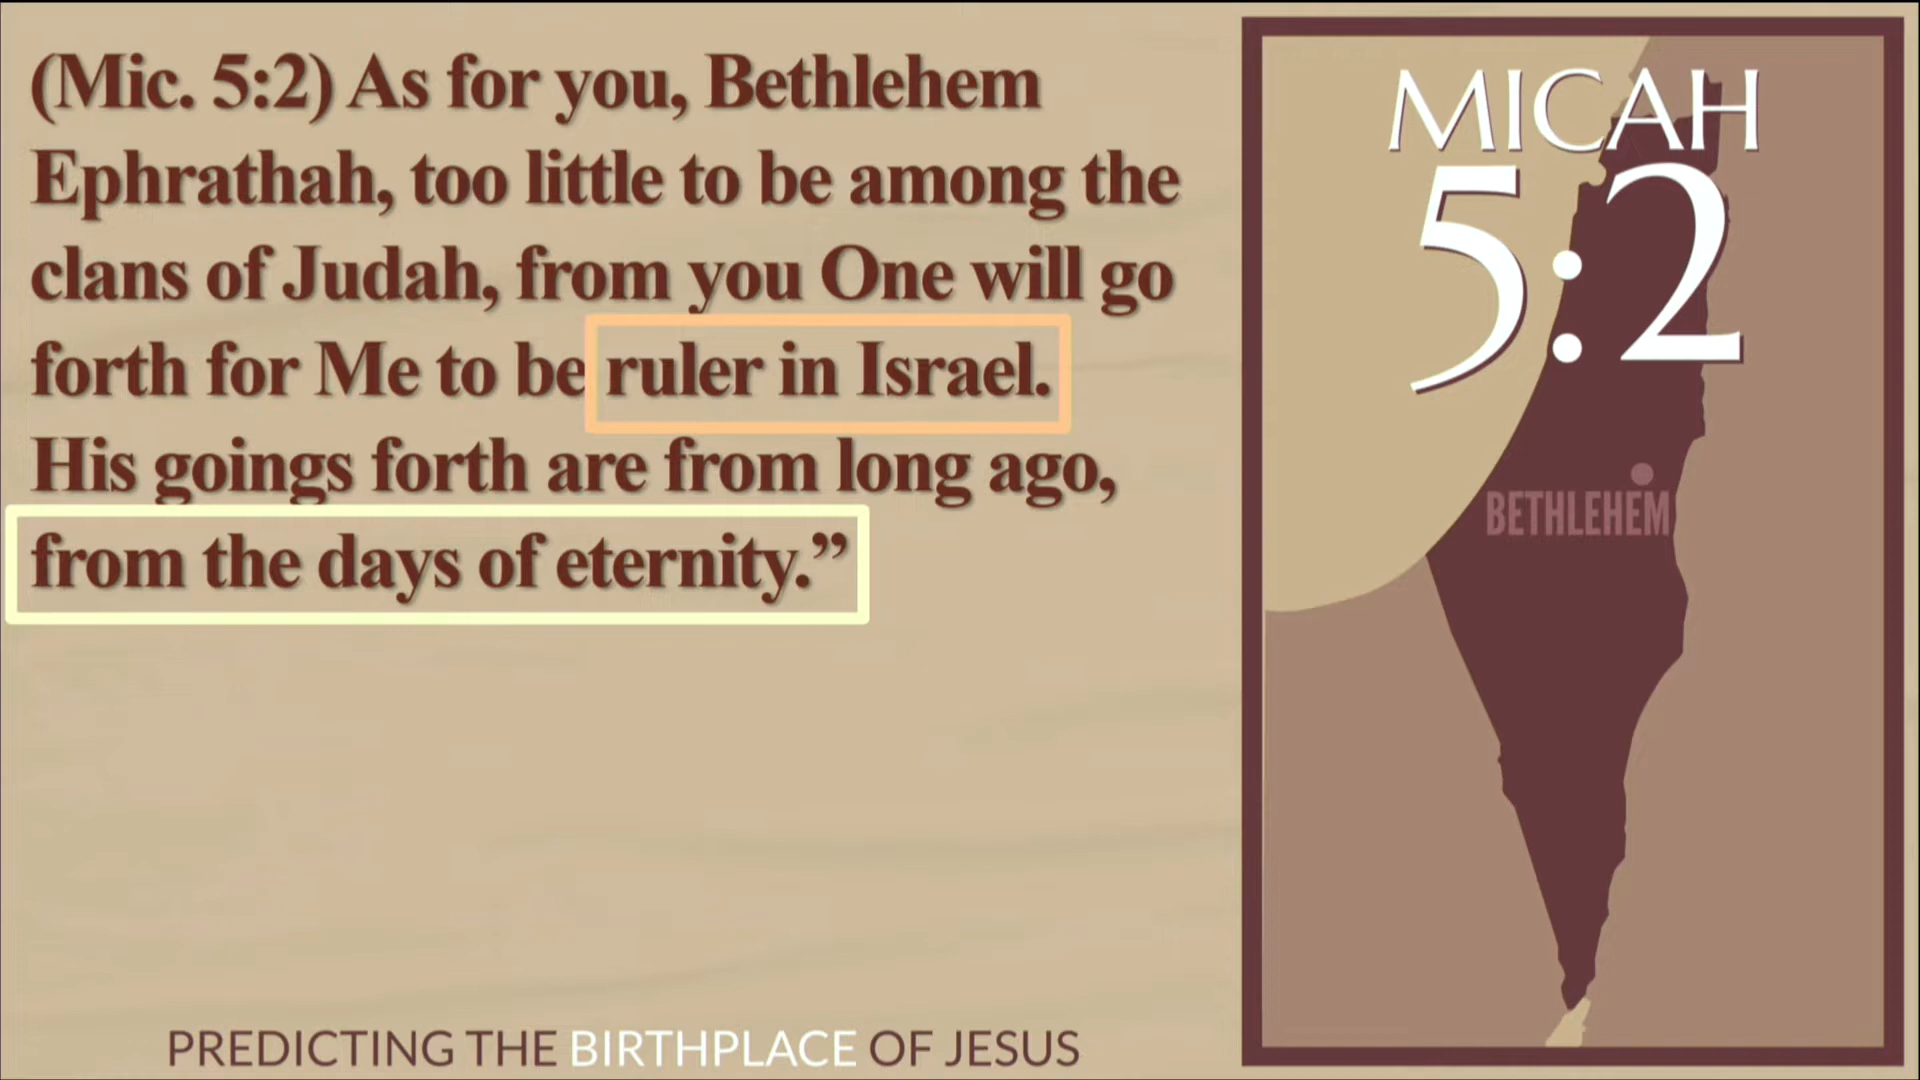 (Mic. 5:2) As for you, Bethlehem
Ephrathah, too little to be among the
clans of Judah, from you One will go
forth for Me to be ruler in Israel.
His goings forth are from long ago,
from the days of eternity.”
PREDICTING THE BIRTHPLACE OF JESUS
MICAH
5:2
BETHLEHEM